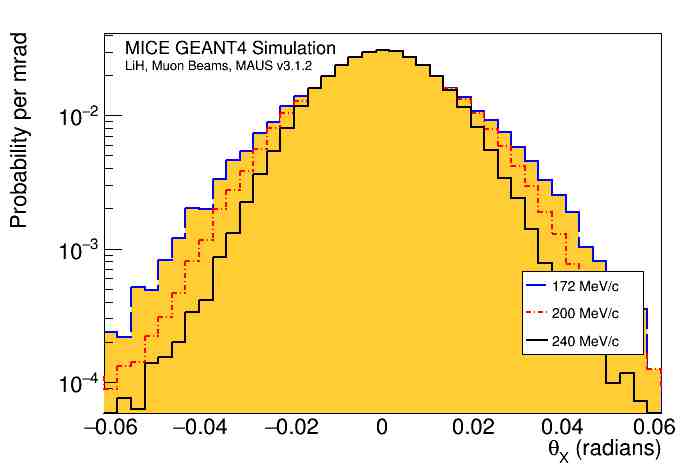 Probability per mrad
MICE GEANT4 Simulation
LiH, Muon Beams, MAUS v3.1.2
10⁻²
10⁻³
10⁻⁴
172 MeV/c
200 MeV/c
240 MeV/c
−0.06 −0.04 −0.02 0 0.02 0.04 0.06
θ_X (radians)